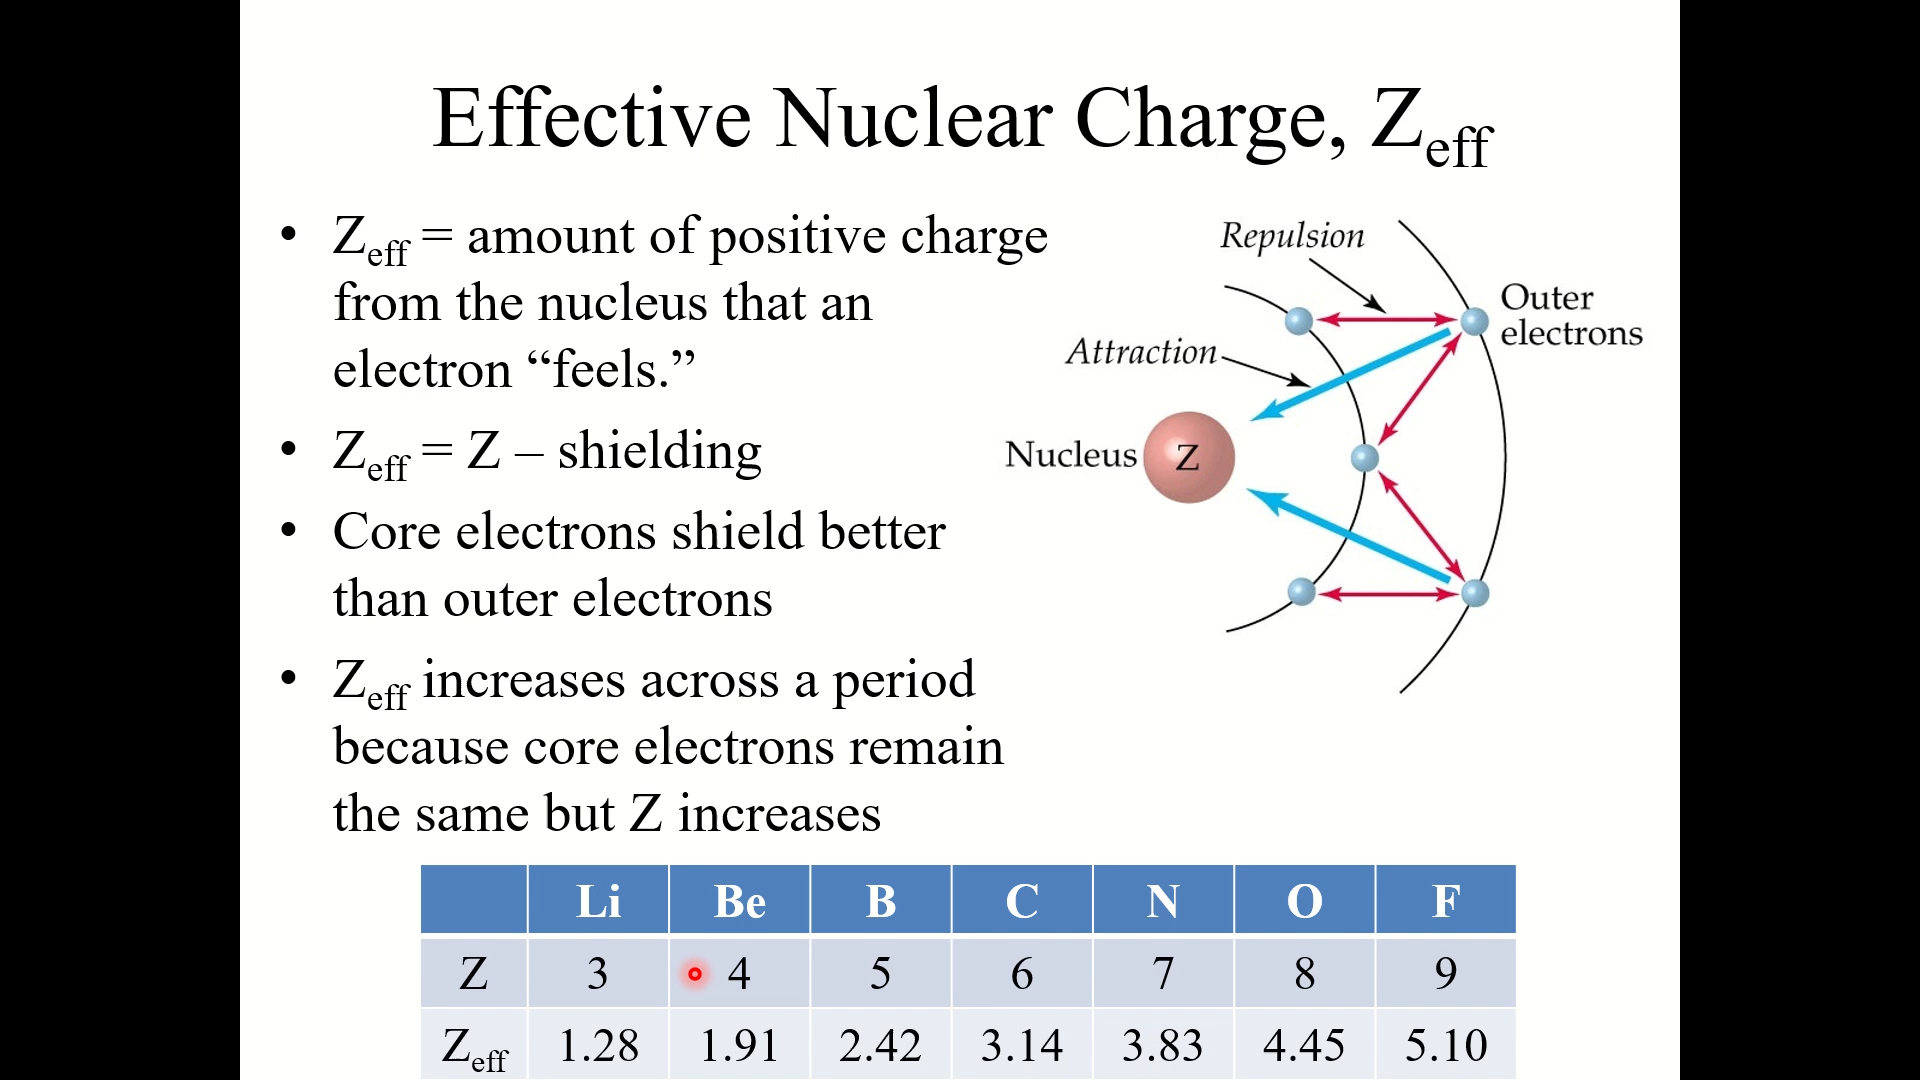 Effective Nuclear Charge, Zeff
• Zeff = amount of positive charge
from the nucleus that an
electron “feels.”
• Zeff = Z – shielding
• Core electrons shield better
than outer electrons
• Zeff increases across a period
because core electrons remain
the same but Z increases
Repulsion
Outer
electrons
Attraction
Nucleus
Z
Li Be B C N O F
Z 3 4 5 6 7 8 9
Zeff 1.28 1.91 2.42 3.14 3.83 4.45 5.10